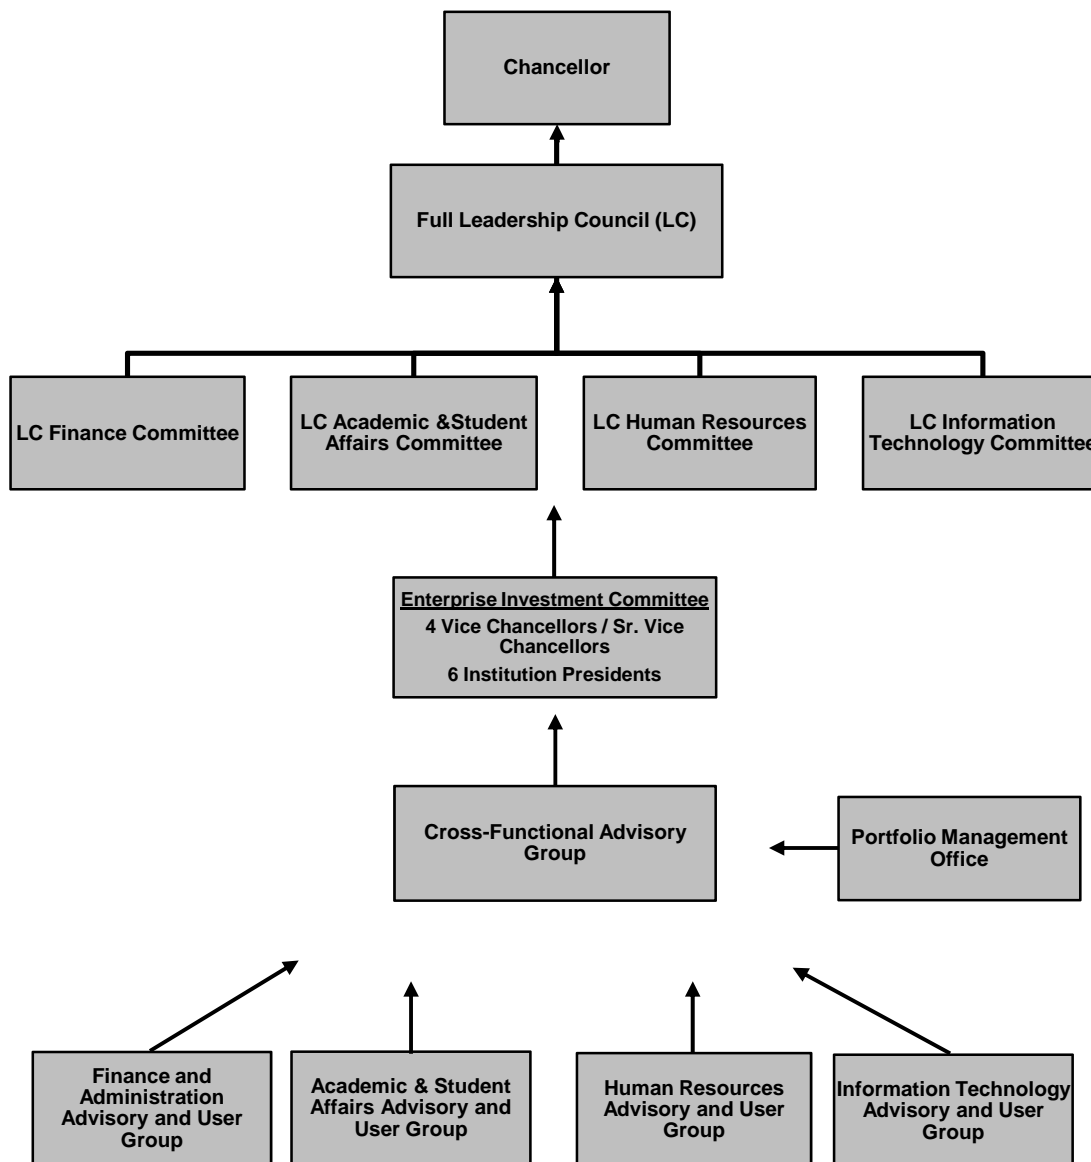 Chancellor
Full Leadership Council (LC)
LC Finance Committee
LC Academic &Student
Affairs Committee
LC Human Resources
Committee
LC Information
Technology Committee
Enterprise Investment Committee
4 Vice Chancellors / Sr. Vice
Chancellors
6 Institution Presidents
Cross-Functional Advisory
Group
Portfolio Management
Office
Finance and
Administration
Advisory and User
Group
Academic & Student
Affairs Advisory and
User Group
Human Resources
Advisory and User
Group
Information Technology
Advisory and User
Group